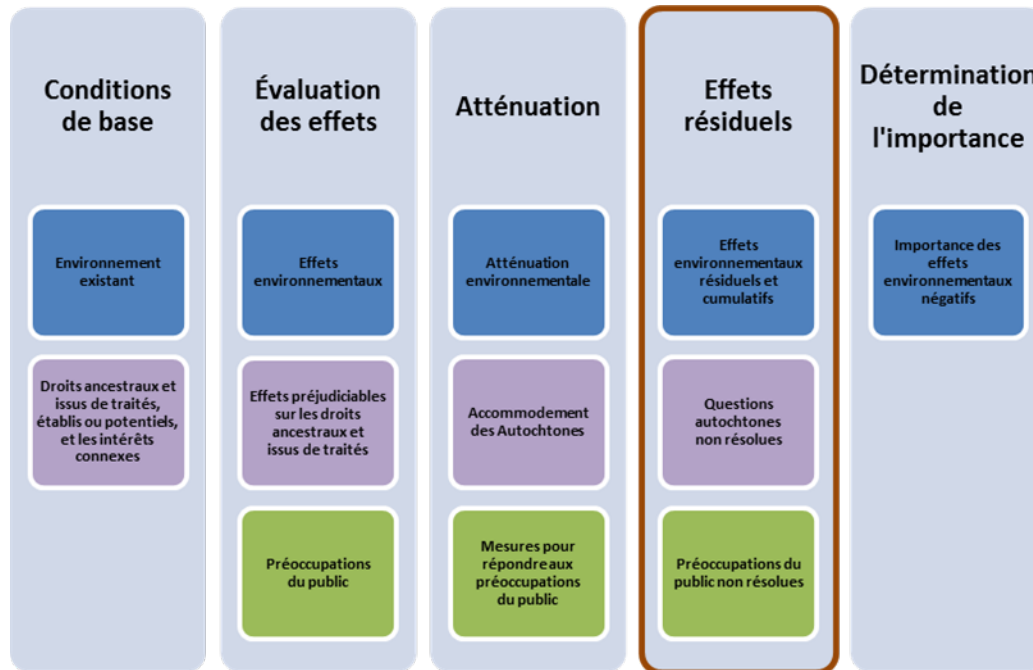 Conditions
de base
Environnement
existant
Droits ancestraux et
issus de traités,
établis ou potentiels,
et les intérêts
connexes
Évaluation
des effets
Effets
environnementaux
Effets préjudiciables
sur les droits
ancestraux et
issus de traités
Préoccupations
du public
Atténuation
Atténuation
environnementale
Accommodement
des Autochtones
Mesures pour
répondre aux
préoccupations
du public
Effets
résiduels
Effets
environnementaux
résiduels et
cumulatifs
Questions
autochtones
non résolues
Préoccupations du
public non résolues
Détermination
de
l'importance
Importance des
effets
environnementaux
négatifs